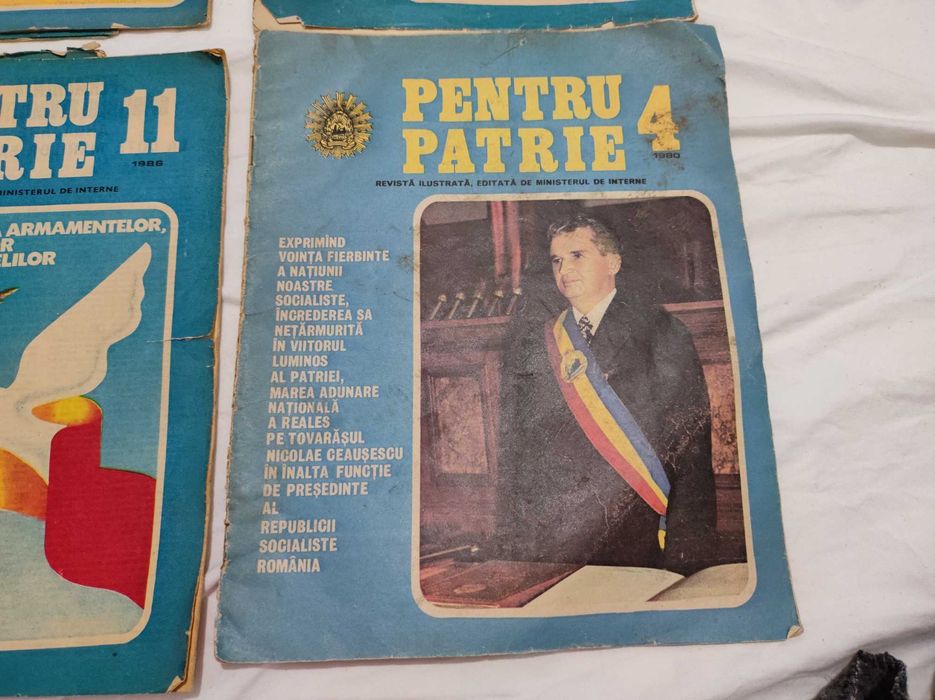 NTRU
RIE
11
1986
MINISTERUL DE INTERNE
ARMAMENTELOR,
PENTRU
PATRIE
4
1980
REVISTĂ ILUSTRATĂ, EDITATĂ DE MINISTERUL DE INTERNE
EXPRIMÎND
VOINȚA FIERBINTE
A NAȚIUNII
NOASTRE
SOCIALISTE,
ÎNCREDEREA SA
NEȚĂRMURITĂ
ÎN VIITORUL
LUMINOS
AL PATRIEI,
MAREA ADUNARE
NAȚIONALĂ
A REALES
PE TOVARĂȘUL
NICOLAE CEAUȘESCU
ÎN ÎNALTA FUNCȚIE
DE PREȘEDINTE
AL
REPUBLICII
SOCIALISTE
ROMÂNIA